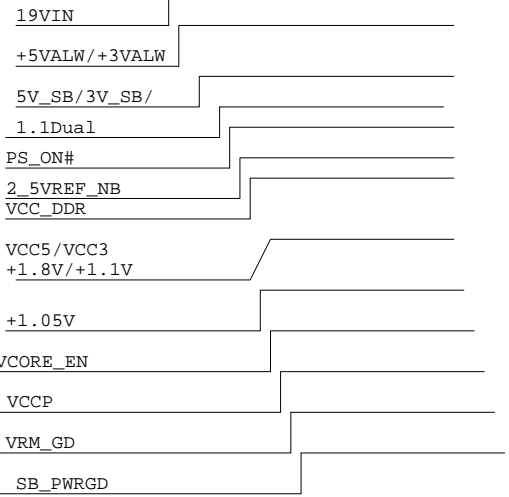 19VIN
+5VALW/+3VALW
5V_SB/3V_SB/
1.1Dual
PS_ON#
2_5VREF_NB
VCC_DDR
VCC5/VCC3
+1.8V/+1.1V
+1.05V
VCORE_EN
VCCP
VRM_GD
SB_PWRGD